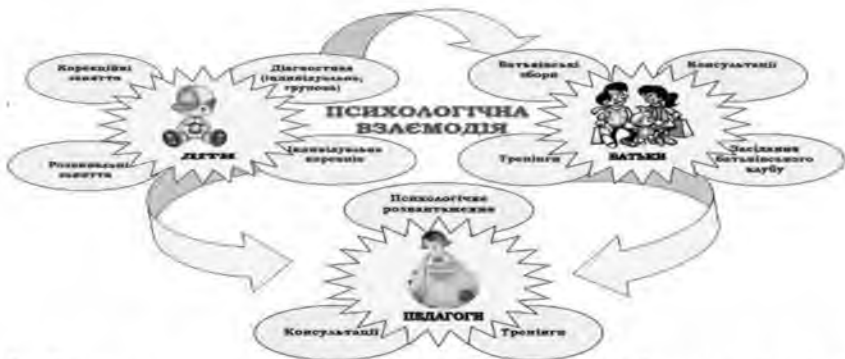 Корекційні
заняття
Діагностика
(індивідуальна,
групова)
ДІТИ
Розвивальні
заняття
Індивідуальна
корекція
ПСИХОЛОГІЧНА
ВЗАЄМОДІЯ
Батьківські
збори
Консультації
БАТЬКИ
Тренінги
Засідання
батьківського
клубу
Психологічне
розвантаження
ПЕДАГОГИ
Консультації
Тренінги